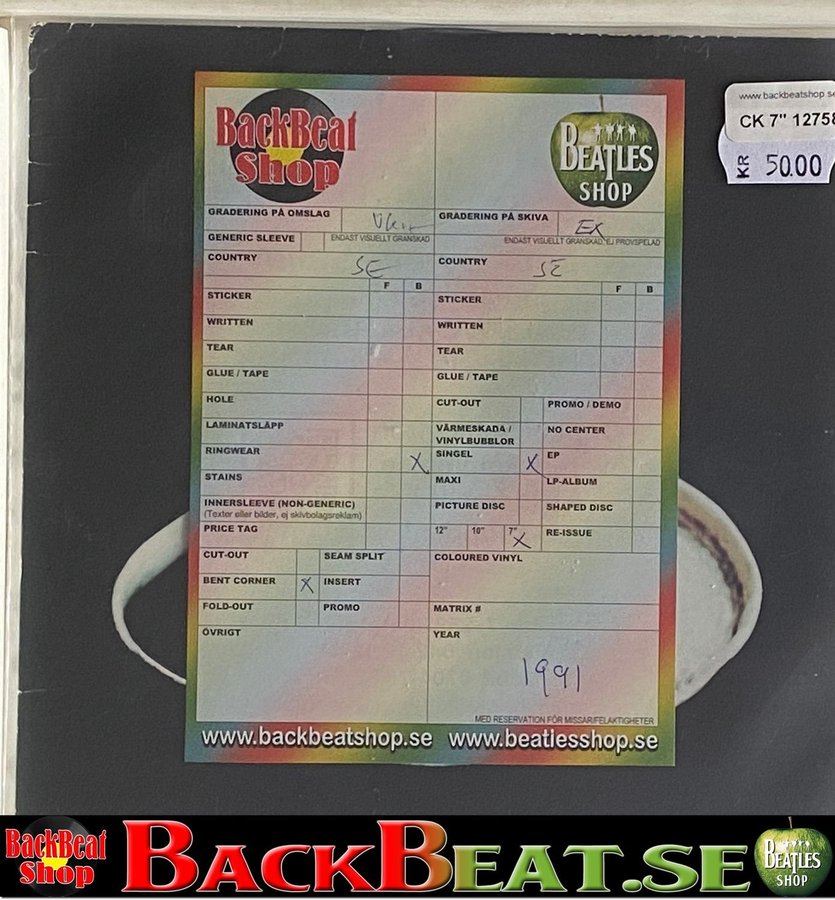 BackBeat
Shop
BEATLES
SHOP
www.backbeatshop.se
CK 7" 12758
KR 50.00
GRADERING PÅ OMSLAG
GRADERING PÅ SKIVA EX
GENERIC SLEEVE
ENDAST VISUELLT GRANSKAD
ENDAST VISUELLT GRANSKAD, EJ PROVSPELAD
COUNTRY SE
COUNTRY SE
F B
F B
STICKER
STICKER
WRITTEN
WRITTEN
TEAR
TEAR
GLUE / TAPE
GLUE / TAPE
HOLE
CUT-OUT
PROMO / DEMO
LAMINATSLÄPP
VÄRMESKADA /
VINYLBUBBLOR
NO CENTER
RINGWEAR X
SINGEL X
EP
STAINS
MAXI
LP-ALBUM
INNERSLEEVE (NON-GENERIC)
(Texter eller bilder, ej skivbolagsreklam)
PICTURE DISC
SHAPED DISC
PRICE TAG
12" 10" 7" X
RE-ISSUE
CUT-OUT
SEAM SPLIT
COLOURED VINYL
BENT CORNER X
INSERT
FOLD-OUT
PROMO
MATRIX #
ÖVRIGT
YEAR
1991
MED RESERVATION FÖR MISSAR/FELAKTIGHETER
www.backbeatshop.se www.beatlesshop.se
BackBeat
Shop
BACKBEAT.SE
BEATLES
SHOP